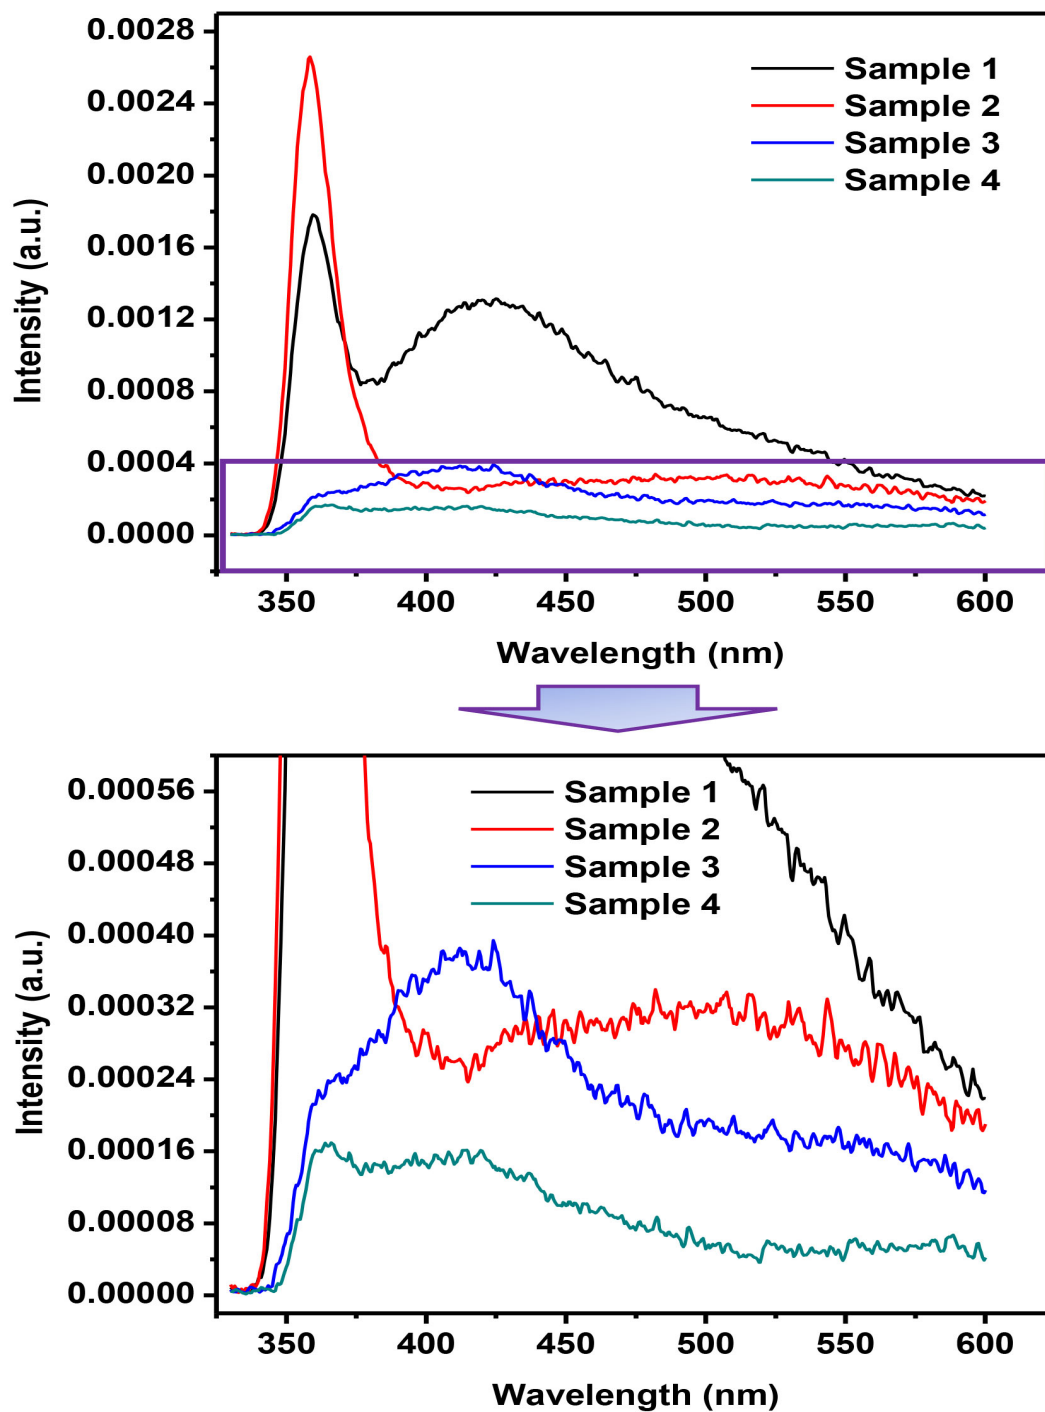 0.0028
0.0024
0.0020
0.0016
0.0012
0.0008
0.0004
0.0000
Intensity (a.u.)
Sample 1
Sample 2
Sample 3
Sample 4
350 400 450 500 550 600
Wavelength (nm)
0.00056
0.00048
0.00040
0.00032
0.00024
0.00016
0.00008
0.00000
Intensity (a.u.)
Sample 1
Sample 2
Sample 3
Sample 4
350 400 450 500 550 600
Wavelength (nm)